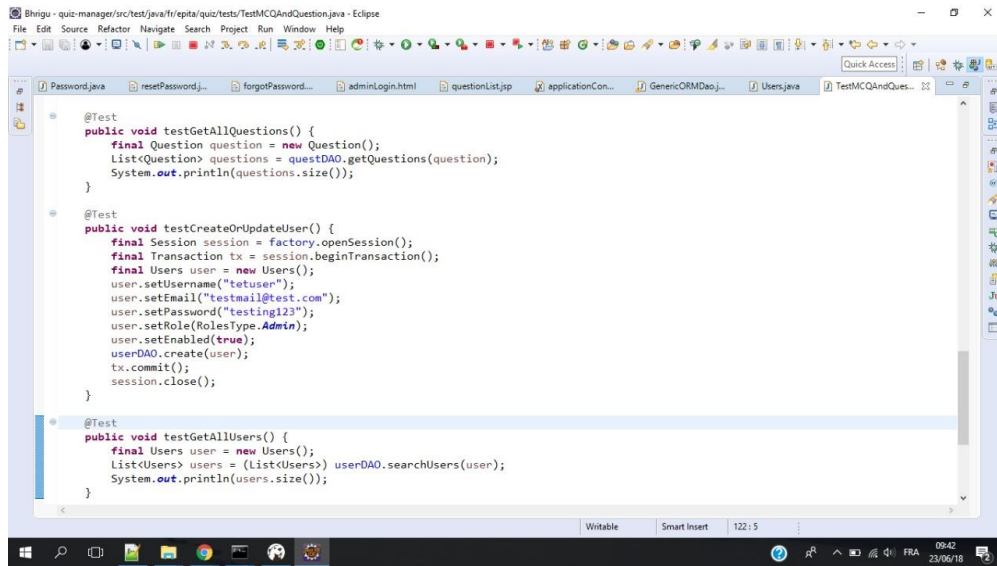 Bhrigu - quiz-manager/src/test/java/fr/epita/quiz/tests/TestMCQAndQuestion.java - Eclipse
File Edit Source Refactor Navigate Search Project Run Window Help
Quick Access
Password.java resetPassword.j... forgotPassword.... adminLogin.html questionList.jsp applicationCon... GenericORMDao.j... Users.java TestMCQAndQues...
@Test
public void testGetAllQuestions() {
final Question question = new Question();
List<Question> questions = questDAO.getQuestions(question);
System.out.println(questions.size());
}
@Test
public void testCreateOrUpdateUser() {
final Session session = factory.openSession();
final Transaction tx = session.beginTransaction();
final Users user = new Users();
user.setUsername("tetuser");
user.setEmail("testmail@test.com");
user.setPassword("testing123");
user.setRole(RolesType.Admin);
user.setEnabled(true);
userDAO.create(user);
tx.commit();
session.close();
}
@Test
public void testGetAllUsers() {
final Users user = new Users();
List<Users> users = (List<Users>) userDAO.searchUsers(user);
System.out.println(users.size());
}
Writable Smart Insert 122 : 5
FRA 09:42
23/06/18